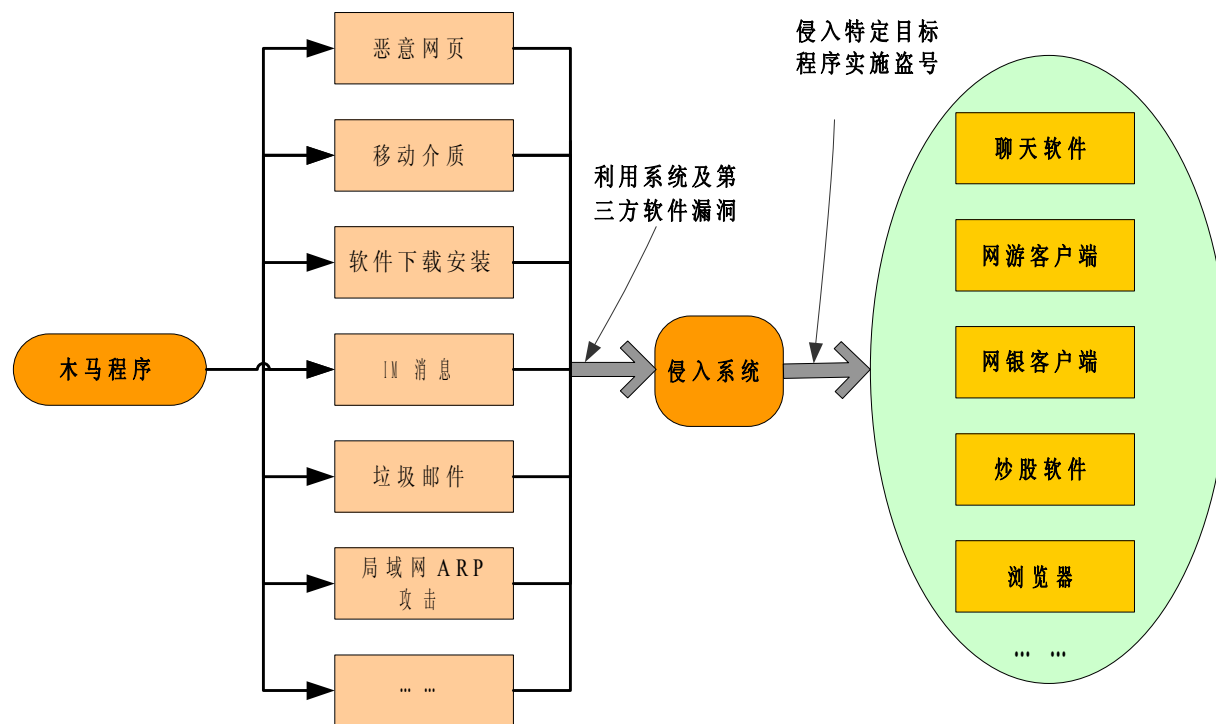 木马程序
恶意网页
移动介质
软件下载安装
IM 消息
垃圾邮件
局域网 ARP
攻击
… …
利用系统及第
三方软件漏洞
侵入系统
侵入特定目标
程序实施盗号
聊天软件
网游客户端
网银客户端
炒股软件
浏览器
… …